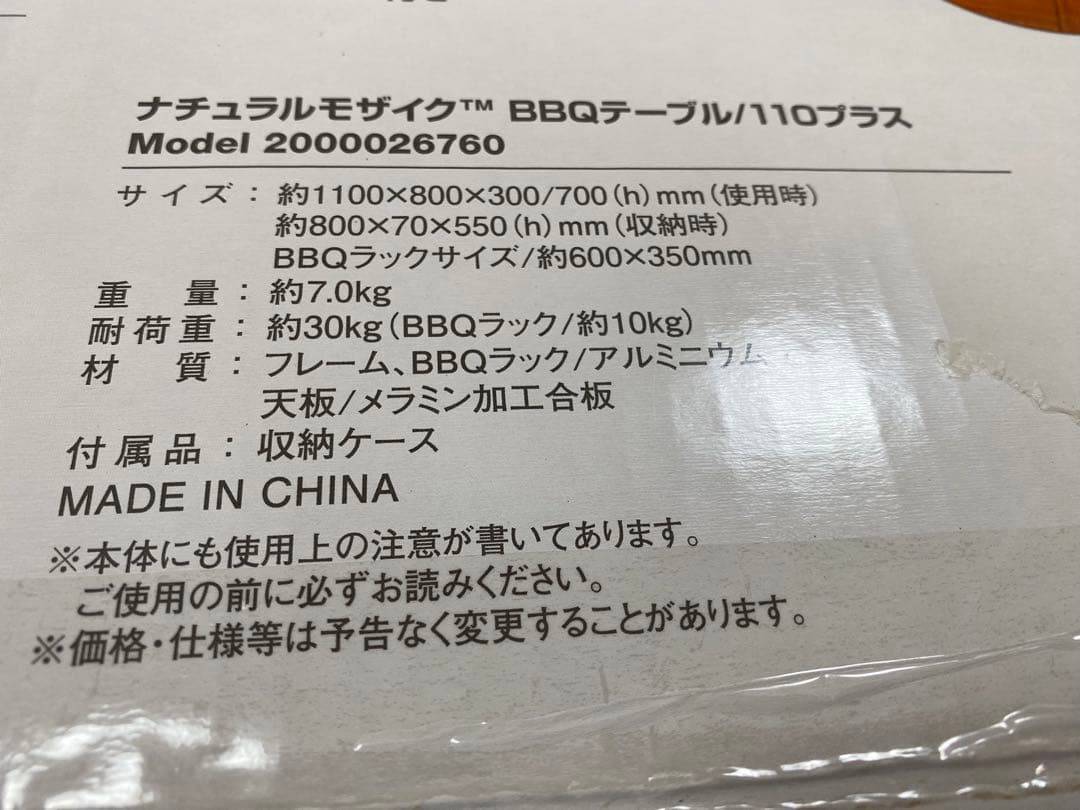 ナチュラルモザイク™ BBQテーブル/110プラス
Model 2000026760
サイズ：約1100×800×300/700(h)mm(使用時)
約800×70×550(h)mm(収納時)
BBQラックサイズ/約600×350mm
重量：約7.0kg
耐荷重：約30kg(BBQラック/約10kg)
材質：フレーム、BBQラック/アルミニウム
天板/メラミン加工合板
付属品：収納ケース
MADE IN CHINA
※本体にも使用上の注意が書いてあります。
ご使用の前に必ずお読みください。
※価格・仕様等は予告なく変更することがあります。